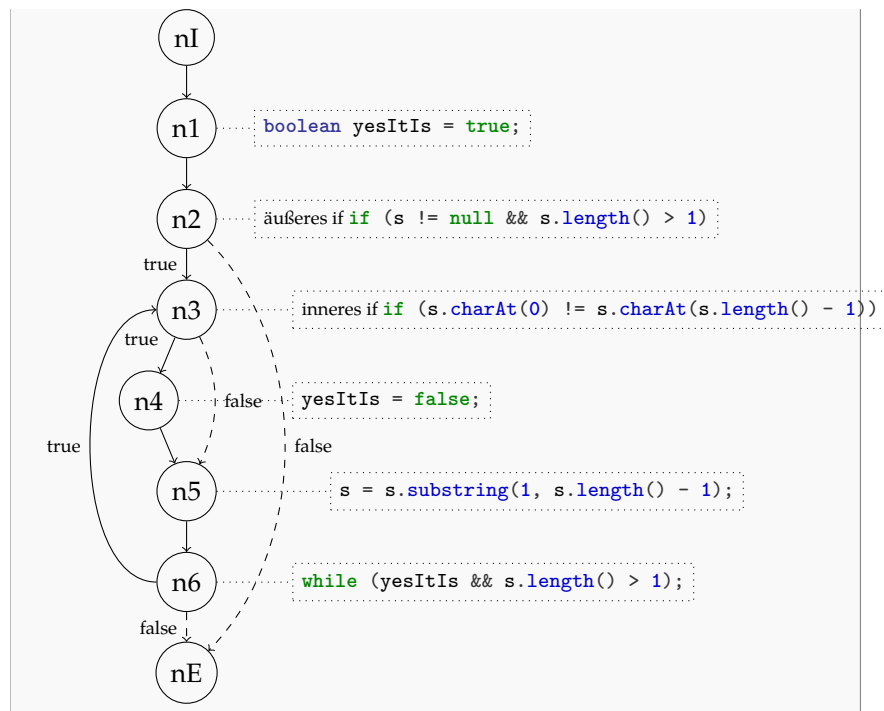 nI
n1 boolean yesItIs = true;
n2 äußeres if if (s != null && s.length() > 1)
true
n3 inneres if if (s.charAt(0) != s.charAt(s.length() - 1))
true
n4 false yesItIs = false;
true false
n5 s = s.substring(1, s.length() - 1);
n6 while (yesItIs && s.length() > 1);
false
nE